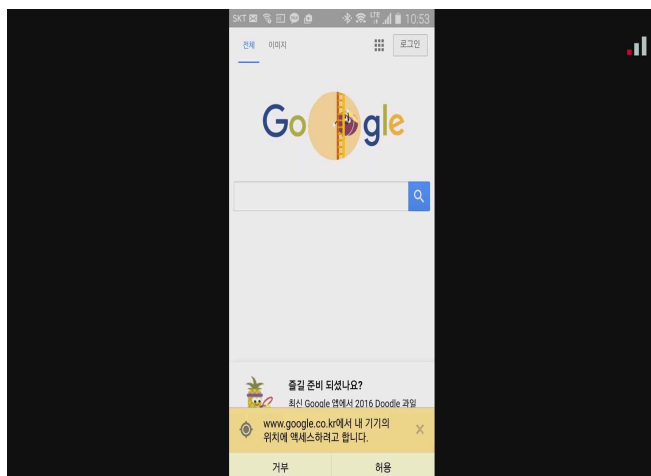 SKT LTE 10:53
전체 이미지 로그인
Google
즐길 준비 되셨나요?
최신 Google 앱에서 2016 Doodle 과일
www.google.co.kr에서 내 기기의
위치에 액세스하려고 합니다.
거부 허용